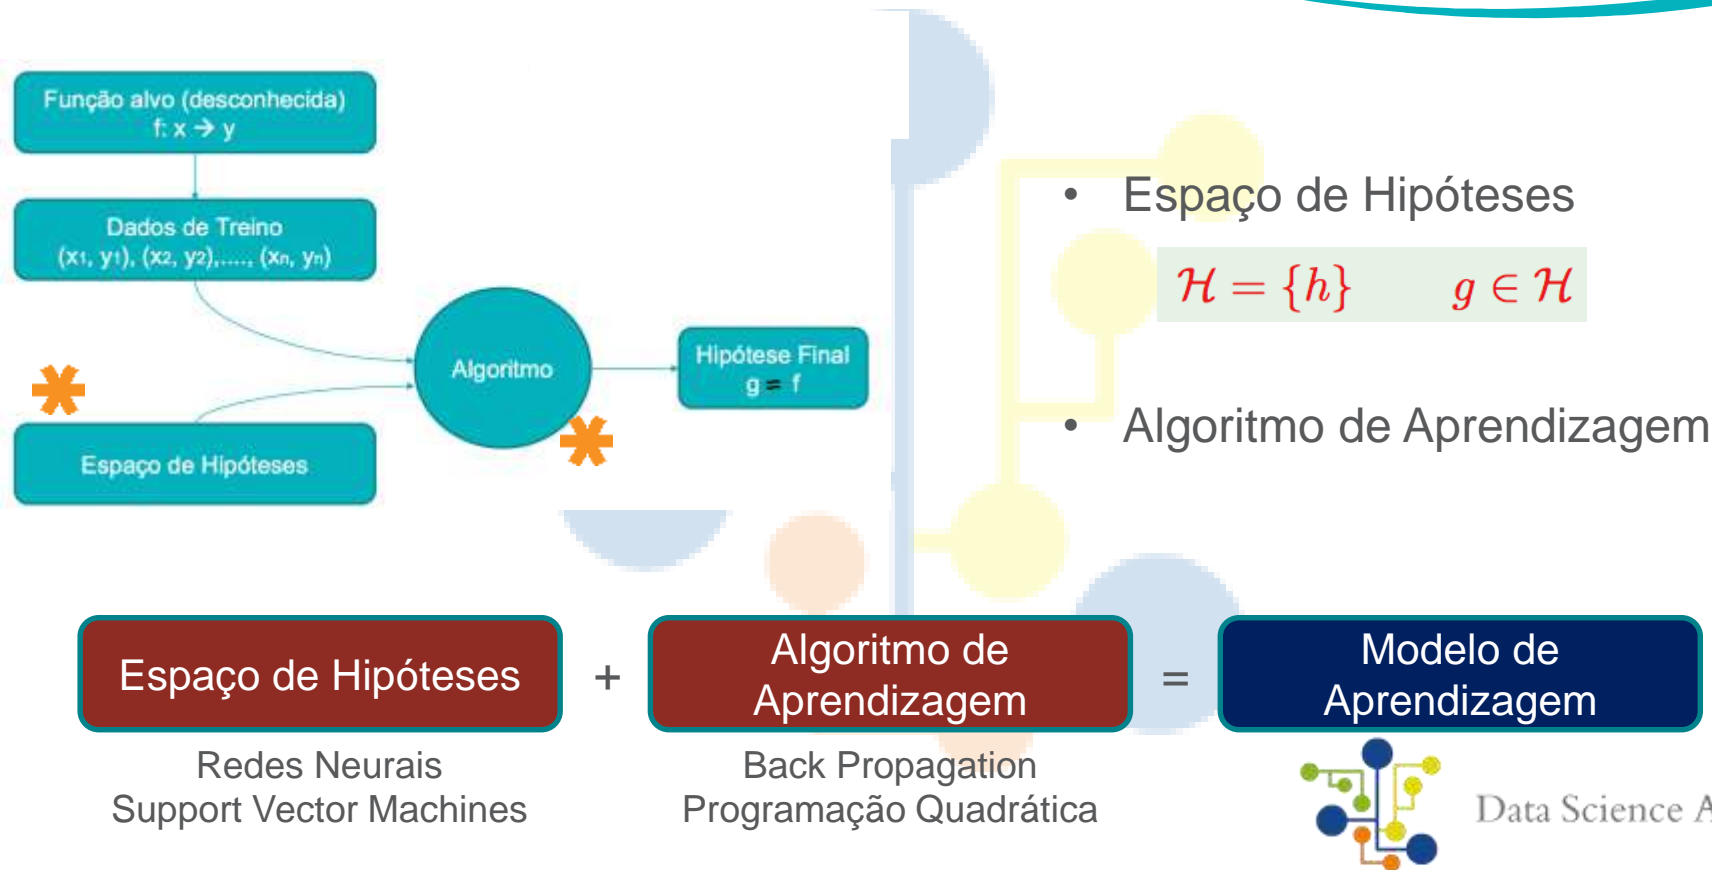 Função alvo (desconhecida)
f: x → y
Dados de Treino
(x1, y1), (x2, y2),....., (xn, yn)
Algoritmo
Hipótese Final
g = f
Espaço de Hipóteses
• Espaço de Hipóteses
ℋ = {h} g ∈ ℋ
• Algoritmo de Aprendizagem
Espaço de Hipóteses + Algoritmo de Aprendizagem = Modelo de Aprendizagem
Redes Neurais
Support Vector Machines
Back Propagation
Programação Quadrática
Data Science A